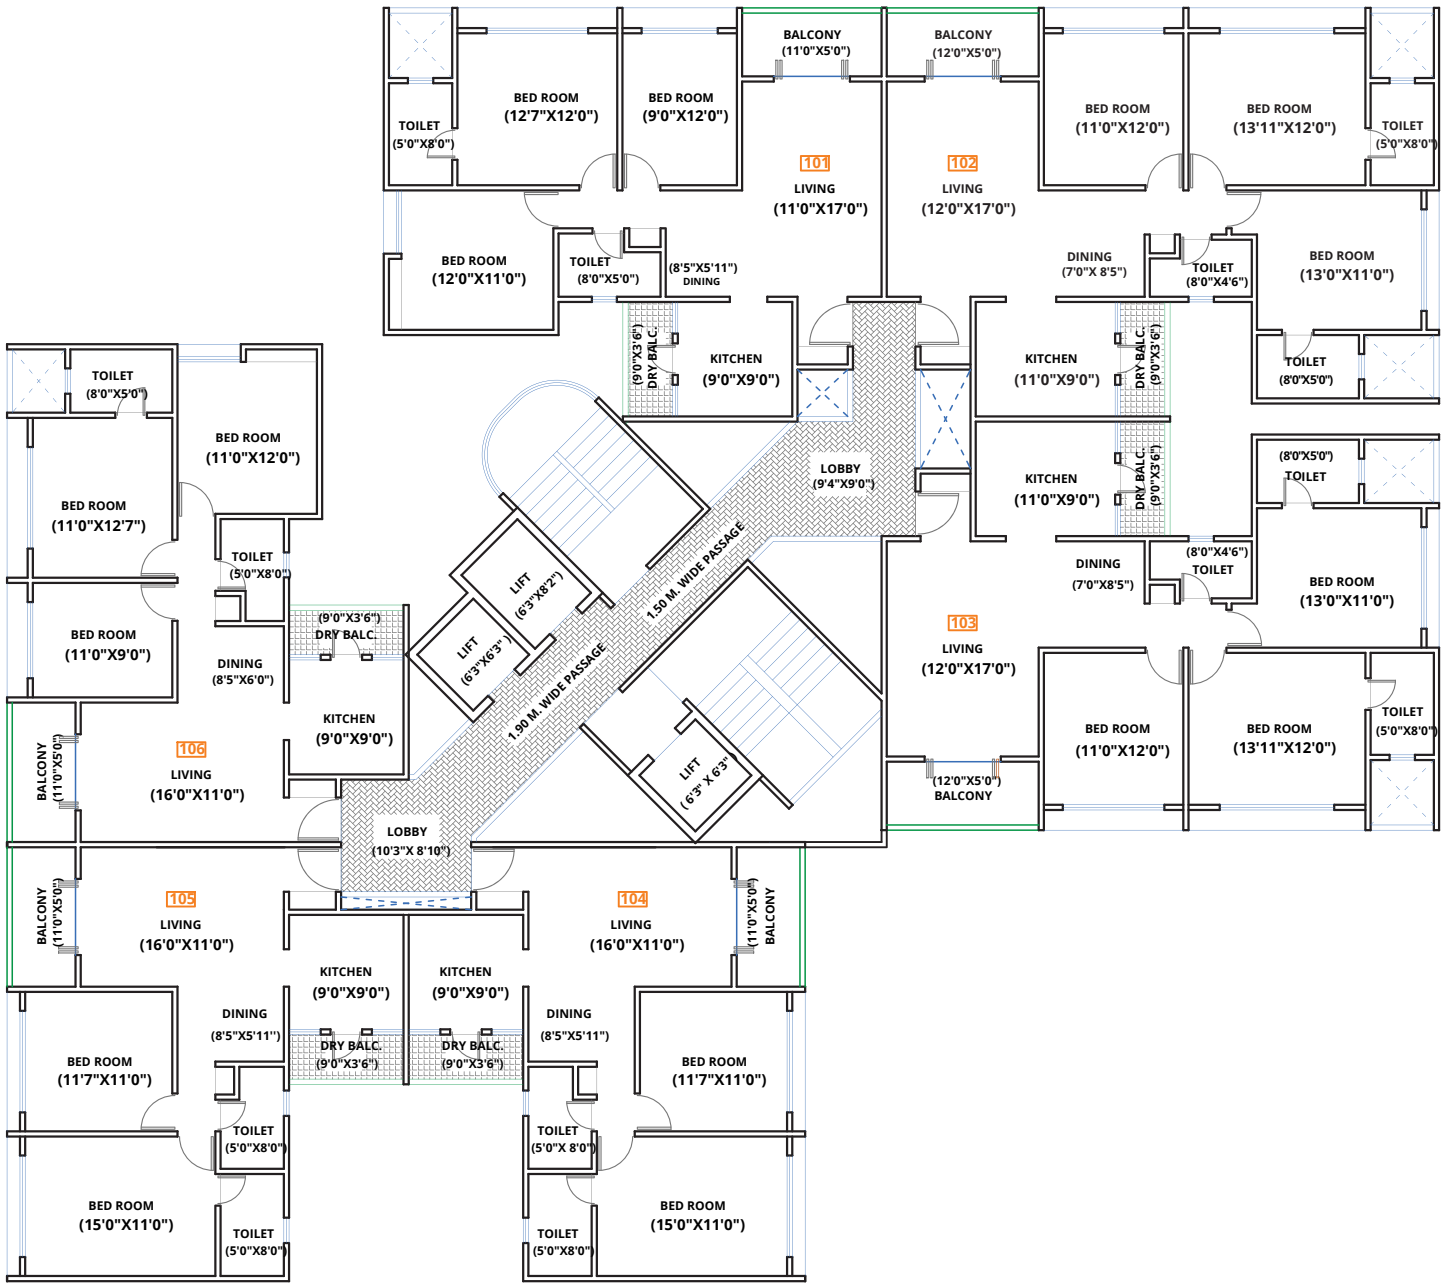 BALCONY
(11'0"X5'0")
BALCONY
(12'0"X5'0")
BED ROOM
(12'7"X12'0")
BED ROOM
(9'0"X12'0")
TOILET
(5'0"X8'0")
BED ROOM
(11'0"X12'0")
BED ROOM
(13'11"X12'0")
TOILET
(5'0"X8'0")
101
LIVING
(11'0"X17'0")
102
LIVING
(12'0"X17'0")
BED ROOM
(12'0"X11'0")
TOILET
(8'0"X5'0")
(8'5"X5'11")
DINING
DINING
(7'0"X 8'5")
TOILET
(8'0"X4'6")
BED ROOM
(13'0"X11'0")
(9'0"X3'6")
DRY BALC.
KITCHEN
(9'0"X9'0")
KITCHEN
(11'0"X9'0")
DRY BALC.
(9'0"X3'6")
TOILET
(8'0"X5'0")
TOILET
(8'0"X5'0")
BED ROOM
(11'0"X12'0")
BED ROOM
(11'0"X12'7")
TOILET
(5'0"X8'0")
BED ROOM
(11'0"X9'0")
DINING
(8'5"X6'0")
(9'0"X3'6")
DRY BALC.
KITCHEN
(9'0"X9'0")
106
LIVING
(16'0"X11'0")
BALCONY
(11'0"X5'0")
LOBBY
(9'4"X9'0")
1.50 M. WIDE PASSAGE
1.90 M. WIDE PASSAGE
LIFT
(6'3"X8'2")
LIFT
(6'3"X6'3" )
LIFT
( 6'3" X 6'3")
KITCHEN
(11'0"X9'0")
DRY BALC.
(9'0"X3'6")
(8'0"X5'0")
TOILET
DINING
(7'0"X8'5")
(8'0"X4'6")
TOILET
BED ROOM
(13'0"X11'0")
103
LIVING
(12'0"X17'0")
BED ROOM
(11'0"X12'0")
BED ROOM
(13'11"X12'0")
TOILET
(5'0"X8'0")
(12'0"X5'0")
BALCONY
LOBBY
(10'3"X 8'10")
BALCONY
(11'0"X5'0")
105
LIVING
(16'0"X11'0")
104
LIVING
(16'0"X11'0")
(11'0"X5'0")
BALCONY
KITCHEN
(9'0"X9'0")
KITCHEN
(9'0"X9'0")
DINING
(8'5"X5'11'')
DINING
(8'5"X5'11")
DRY BALC.
(9'0"X3'6")
DRY BALC.
(9'0"X3'6")
BED ROOM
(11'7"X11'0")
BED ROOM
(11'7"X11'0")
TOILET
(5'0"X8'0")
TOILET
(5'0"X 8'0")
BED ROOM
(15'0"X11'0")
TOILET
(5'0"X8'0")
TOILET
(5'0"X8'0")
BED ROOM
(15'0"X11'0")